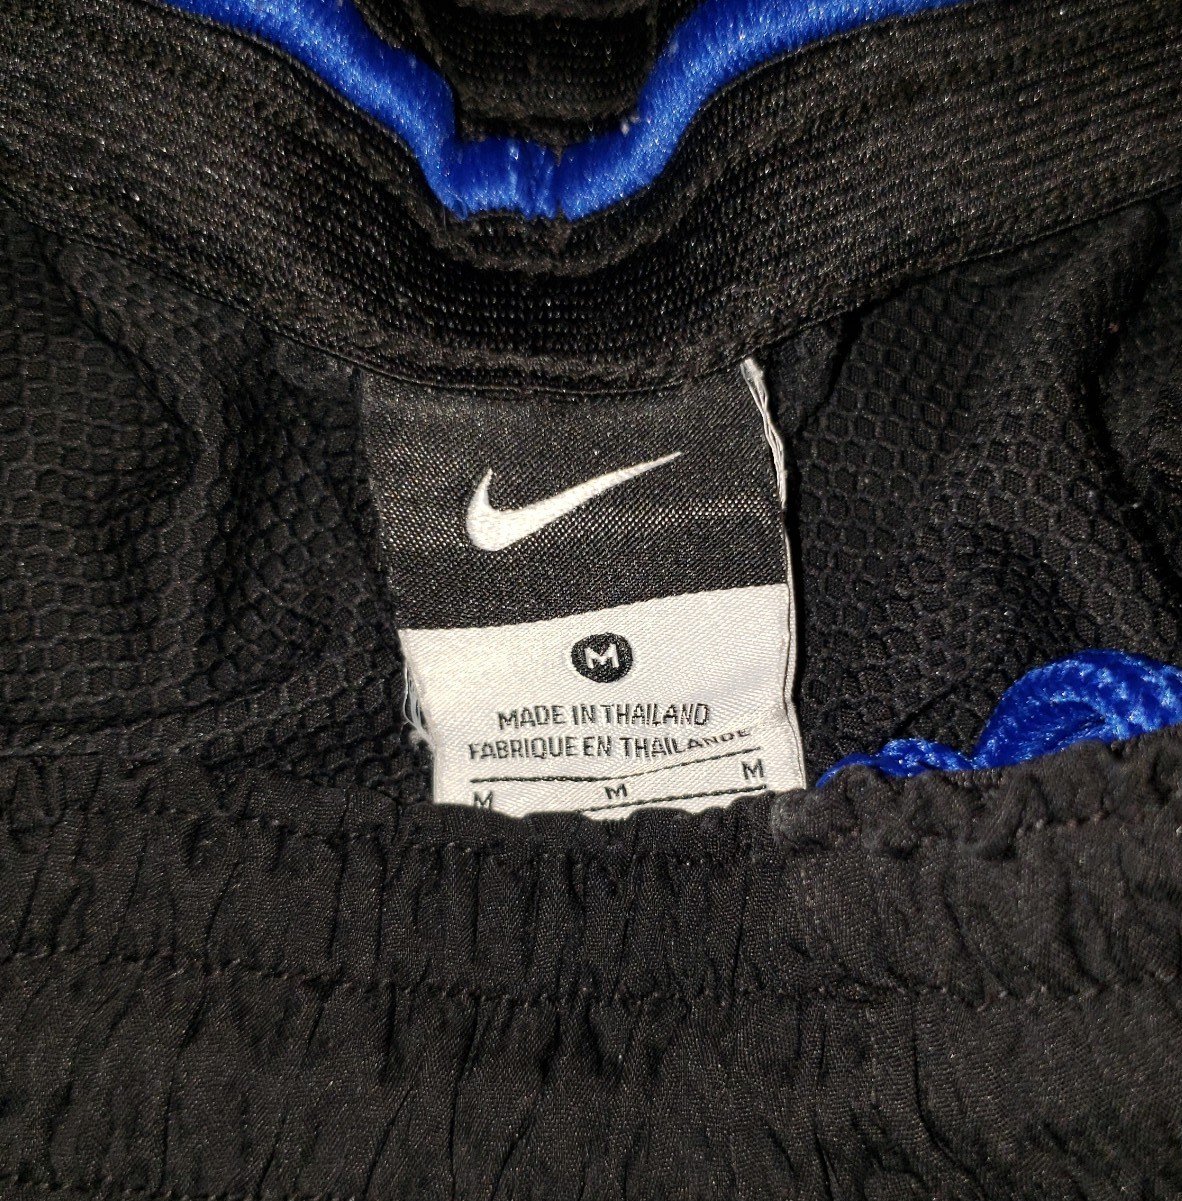 M
MADE IN THAILAND
FABRIQUE EN THAILANDE
M M M